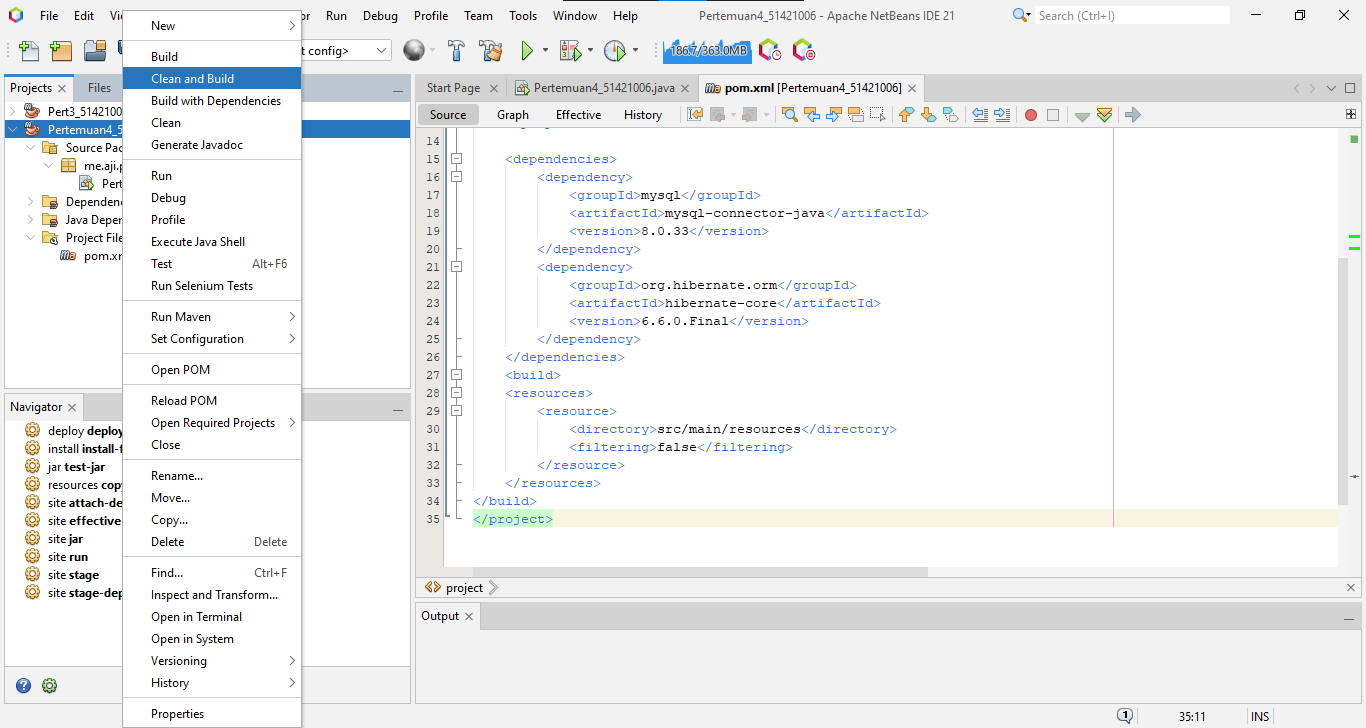 File Edit Vi or Run Debug Profile Team Tools Window Help Pertemuan4_51421006 - Apache NetBeans IDE 21 Search (Ctrl+I)
t config> 186.7/363.0MB
Projects Files
Pert3_5142100
Pertemuan4_5
Source Pac
me.aji.p
Pert
Dependenc
Java Deper
Project File
pom.xr
Navigator
deploy deploy
install install-f
jar test-jar
resources copy
site attach-de
site effective
site jar
site run
site stage
site stage-dep
New
Build
Clean and Build
Build with Dependencies
Clean
Generate Javadoc
Run
Debug
Profile
Execute Java Shell
Test Alt+F6
Run Selenium Tests
Run Maven
Set Configuration
Open POM
Reload POM
Open Required Projects
Close
Rename...
Move...
Copy...
Delete Delete
Find... Ctrl+F
Inspect and Transform...
Open in Terminal
Open in System
Versioning
History
Properties
Start Page Pertemuan4_51421006.java pom.xml [Pertemuan4_51421006]
Source Graph Effective History
14
15 <dependencies>
16 <dependency>
17 <groupId>mysql</groupId>
18 <artifactId>mysql-connector-java</artifactId>
19 <version>8.0.33</version>
20 </dependency>
21 <dependency>
22 <groupId>org.hibernate.orm</groupId>
23 <artifactId>hibernate-core</artifactId>
24 <version>6.6.0.Final</version>
25 </dependency>
26 </dependencies>
27 <build>
28 <resources>
29 <resource>
30 <directory>src/main/resources</directory>
31 <filtering>false</filtering>
32 </resource>
33 </resources>
34 </build>
35 </project>
project
Output
1 35:11 INS